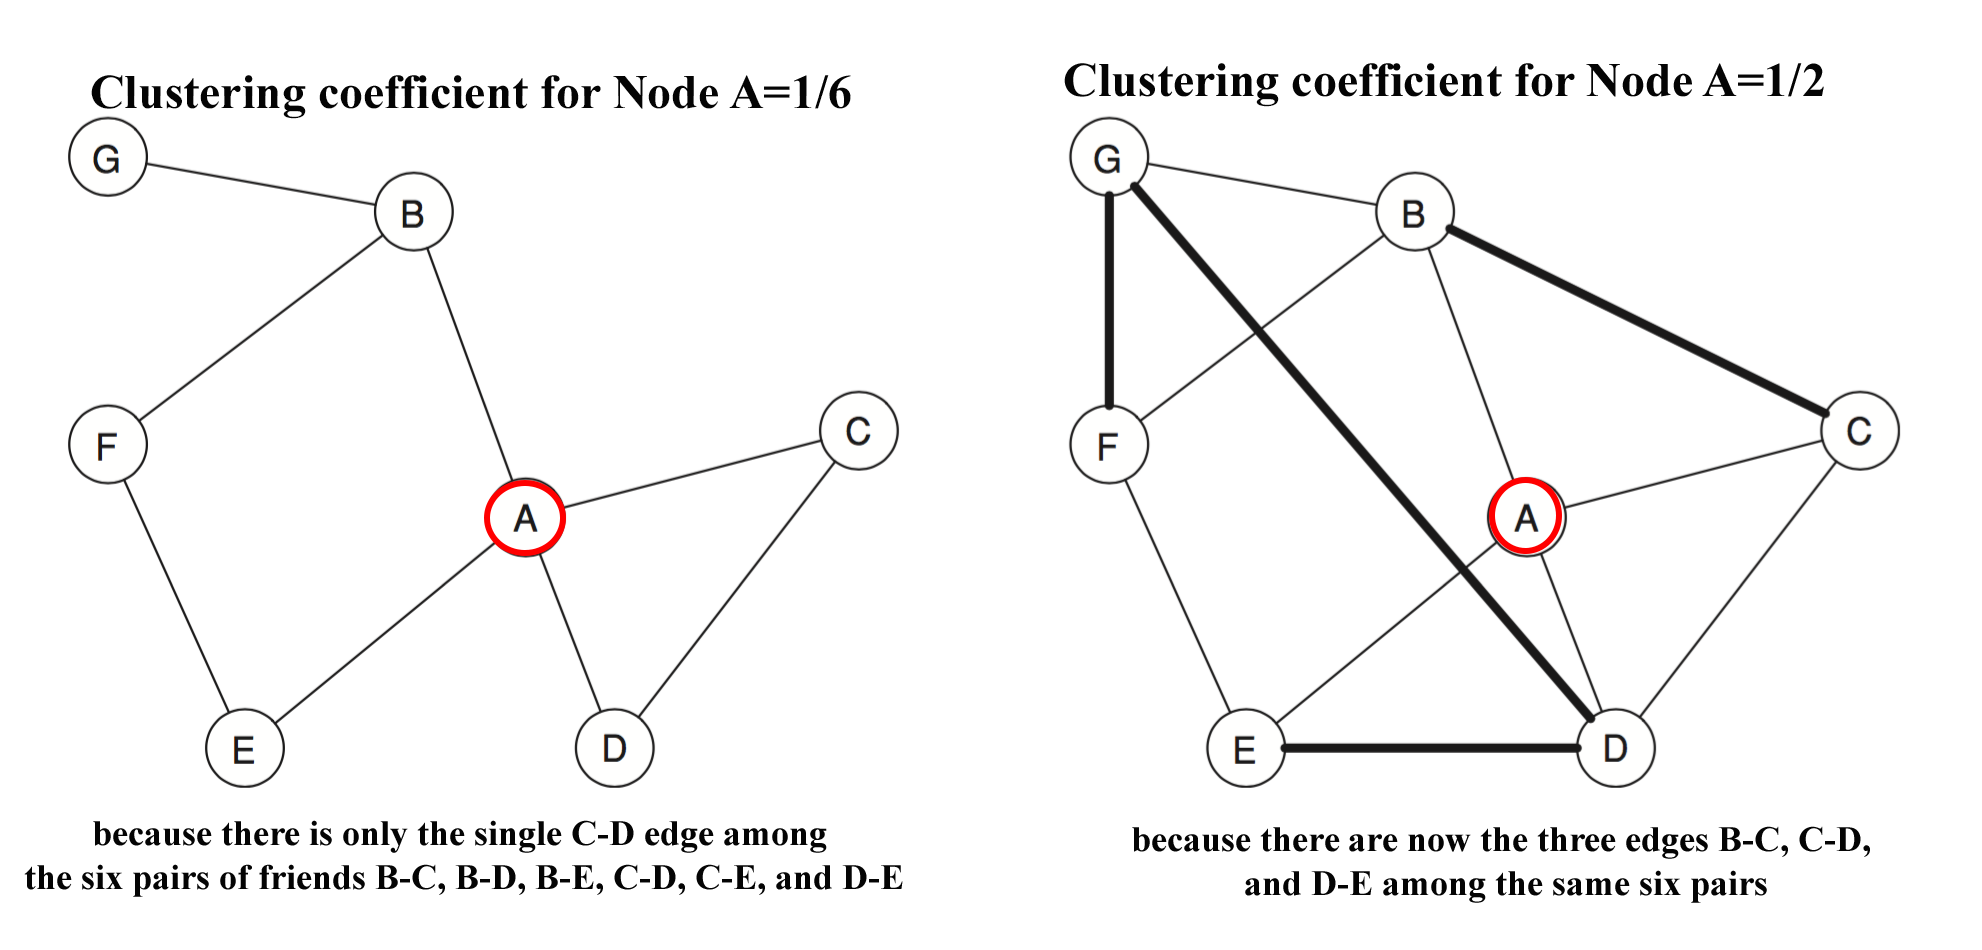 Clustering coefficient for Node A=1/6
G
B
F
C
A
E
D
because there is only the single C-D edge among
the six pairs of friends B-C, B-D, B-E, C-D, C-E, and D-E
Clustering coefficient for Node A=1/2
G
B
F
C
A
E
D
because there are now the three edges B-C, C-D,
and D-E among the same six pairs